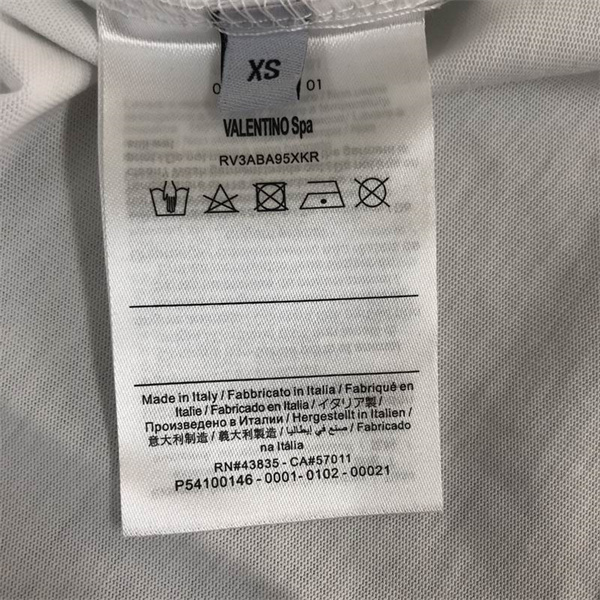 XS
0 01
VALENTINO Spa
RV3ABA95XKR
Made in Italy / Fabbricato in Italia / Fabriqué en
Italie / Fabricado en Italia / イタリア製 /
Произведено в Италии / Hergestellt in Italien /
意大利制造 / 義大利製造 / صنع في إيطاليا / Fabricado
na Itália
RN#43835 - CA#57011
P54100146 - 0001- 0102 - 00021